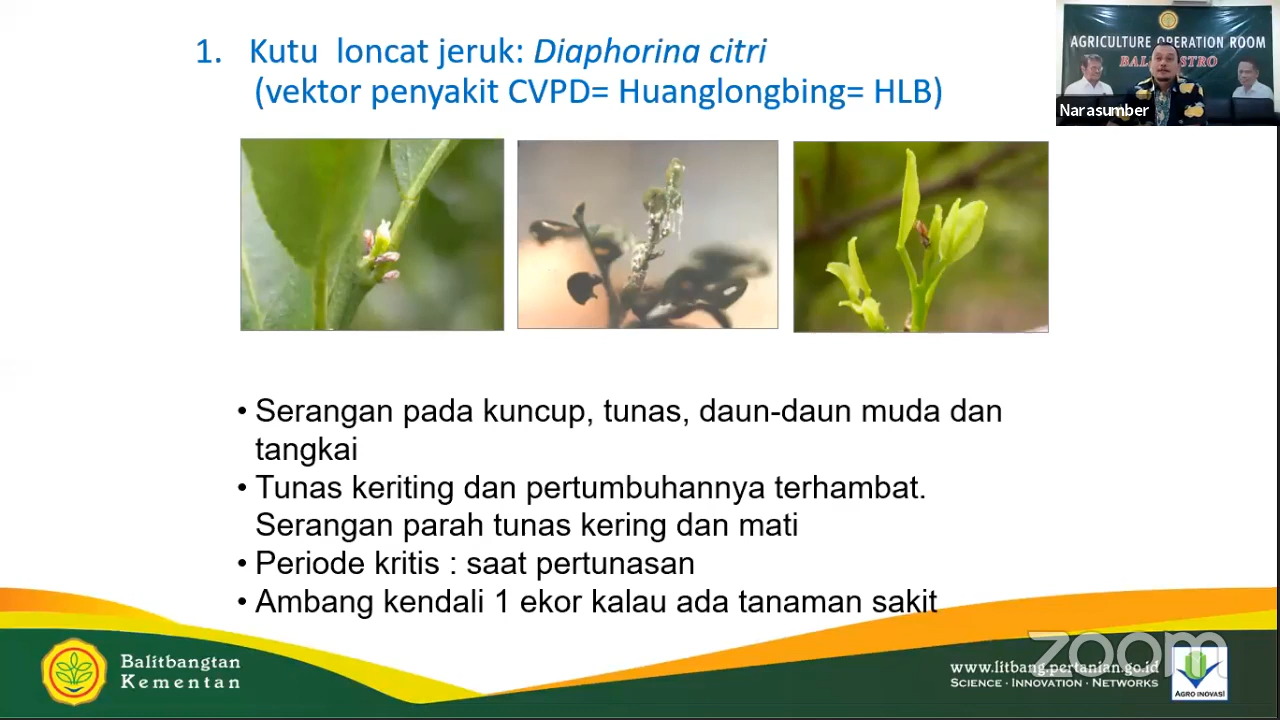 1. Kutu loncat jeruk: Diaphorina citri
(vektor penyakit CVPD= Huanglongbing= HLB)
AGRICULTURE OPERATION ROOM
Narasumber
• Serangan pada kuncup, tunas, daun-daun muda dan
tangkai
• Tunas keriting dan pertumbuhannya terhambat.
Serangan parah tunas kering dan mati
• Periode kritis : saat pertunasan
• Ambang kendali 1 ekor kalau ada tanaman sakit
zoom
Balitbangtan
Kementan
www.litbang.pertanian.go.id
SCIENCE · INNOVATION · NETWORKS
AGRO INOVASI